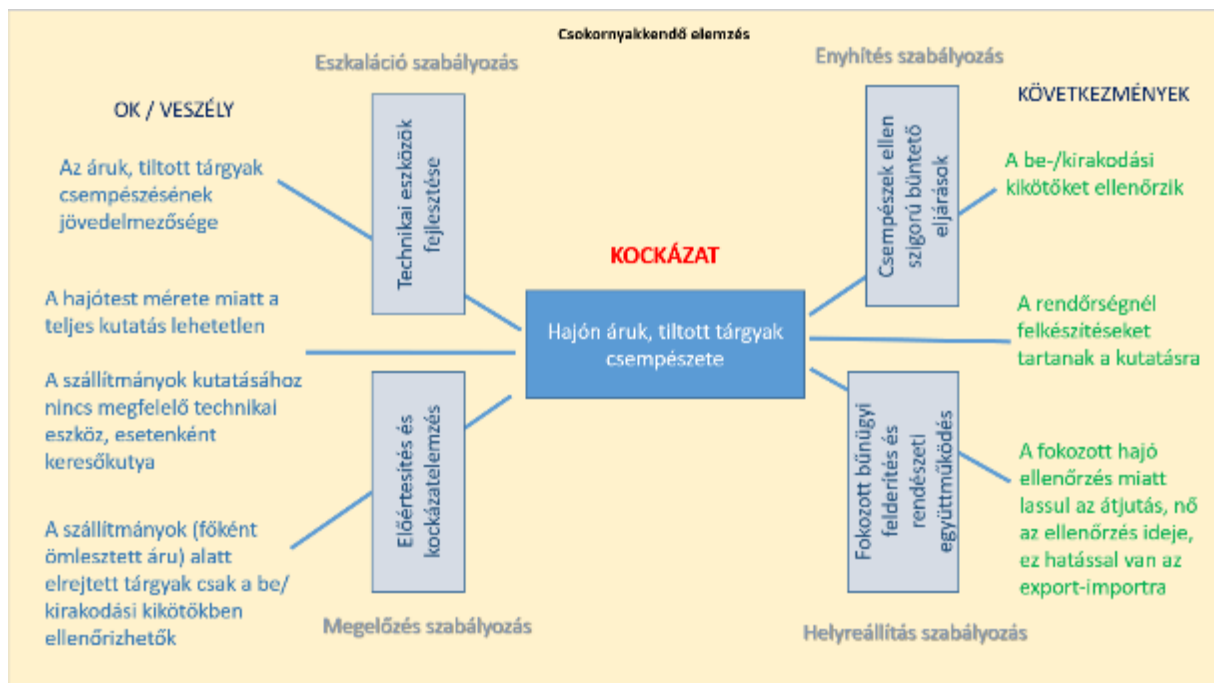 Csokornyakkendő elemzés
Eszkaláció szabályozás
Enyhítés szabályozás
OK / VESZÉLY
KÖVETKEZMÉNYEK
Az áruk, tiltott tárgyak
csempészésének
jövedelmezősége
A hajótest mérete miatt a
teljes kutatás lehetetlen
A szállítmányok kutatásához
nincs megfelelő technikai
eszköz, esetenként
keresőkutya
A szállítmányok (főként
ömlesztett áru) alatt
elrejtett tárgyak csak a be/
kirakodási kikötőkben
ellenőrizhetők
Technikai eszközök
fejlesztése
Előértesítés és
kockázatelemzés
Megelőzés szabályozás
KOCKÁZAT
Hajón áruk, tiltott tárgyak
csempészete
Csempészek ellen
szigorú büntető
eljárások
Fokozott bűnügyi
felderítés és
rendészeti
együttműködés
Helyreállítás szabályozás
A be-/kirakodási
kikötőket ellenőrzik
A rendőrségnél
felkészítéseket
tartanak a kutatásra
A fokozott hajó
ellenőrzés miatt
lassul az átjutás, nő
az ellenőrzés ideje,
ez hatással van az
export-importra